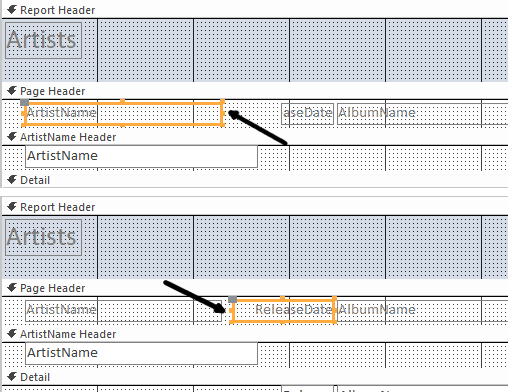 Report Header
Artists
Page Header
ArtistName aseDate AlbumName
ArtistName Header
ArtistName
Detail
Report Header
Artists
Page Header
ArtistName ReleaseDate AlbumName
ArtistName Header
ArtistName
Detail